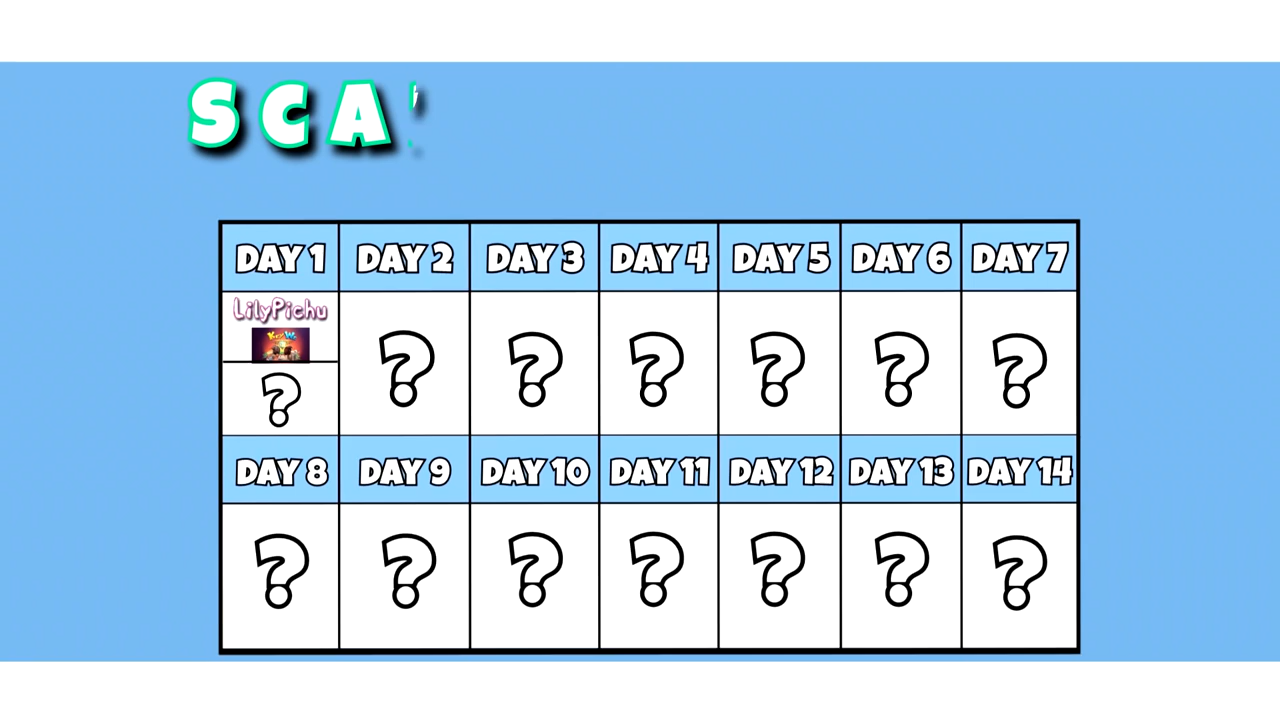 SCA
DAY 1 DAY 2 DAY 3 DAY 4 DAY 5 DAY 6 DAY 7
LilyPichu
? ? ? ? ? ?
?
DAY 8 DAY 9 DAY 10 DAY 11 DAY 12 DAY 13 DAY 14
? ? ? ? ? ? ?